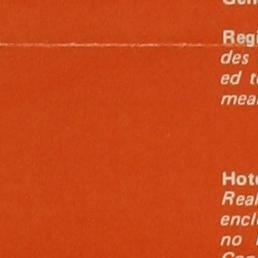 Regi
des
ed t
mea
Hote
Real
encl
no